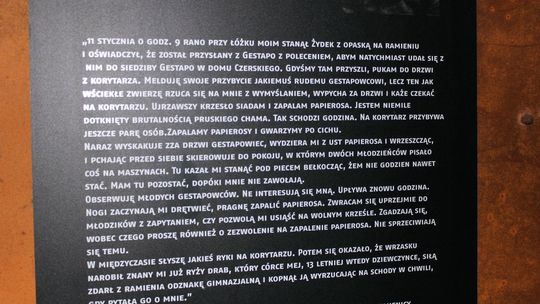 „11 STYCZNIA O GODZ. 9 RANO PRZY ŁÓŻKU MOIM STANĄŁ ŻYDEK Z OPASKĄ NA RAMIENIU
I OŚWIADCZYŁ, ŻE ZOSTAŁ PRZYSŁANY Z GESTAPO Z POLECENIEM, ABYM NATYCHMIAST UDAŁ SIĘ Z
NIM DO SIEDZIBY GESTAPO W DOMU CZERSKIEGO. GDYŚMY TAM PRZYSZLI, PUKAM DO DRZWI
Z KORYTARZA. MELDUJĘ SWOJE PRZYBYCIE JAKIEMUŚ RUDEMU GESTAPOWCOWI, LECZ TEN JAK
WŚCIEKŁE ZWIERZĘ RZUCA SIĘ NA MNIE Z WYMYŚLANIEM, WYPYCHA ZA DRZWI I KAŻE CZEKAĆ
NA KORYTARZU. UJRZAWSZY KRZESŁO SIADAM I ZAPALAM PAPIEROSA. JESTEM NIEMILE
DOTKNIĘTY BRUTALNOŚCIĄ PRUSKIEGO CHAMA. TAK SCHODZI GODZINA. NA KORYTARZ PRZYBYWA
JESZCZE PARĘ OSÓB.ZAPALAMY PAPIEROSY I GWARZYMY PO CICHU.
NARAZ WYSKAKUJE ZZA DRZWI GESTAPOWIEC, WYDZIERA MI Z UST PAPIEROSA I WRZESZCZĄC,
I PCHAJĄC PRZED SIEBIE SKIEROWUJE DO POKOJU, W KTÓRYM DWÓCH MŁODZIEŃCÓW PISAŁO
COŚ NA MASZYNACH. TU KAZAŁ MI STANĄĆ POD PIECEM BEŁKOCZĄC, ŻEM NIE GODZIEN NAWET
STAĆ. MAM TU POZOSTAĆ, DOPÓKI MNIE NIE ZAWOŁAJĄ.
OBSERWUJĘ MŁODYCH GESTAPOWCÓW. NIE INTERESUJĄ SIĘ MNĄ. UPŁYWA ZNOWU GODZINA.
NOGI ZACZYNAJĄ MI DRĘTWIEĆ, PRAGNĘ ZAPALIĆ PAPIEROSA. ZWRACAM SIĘ UPRZEJMIE DO
MŁODZIKÓW Z ZAPYTANIEM, CZY POZWOLĄ MI USIĄŚĆ NA WOLNYM KRZEŚLE. ZGADZAJĄ SIĘ,
WOBEC CZEGO PROSZĘ RÓWNIEŻ O ZEZWOLENIE NA ZAPALENIE PAPIEROSA. NIE SPRZECIWIAJĄ
SIĘ TEMU.
W MIĘDZYCZASIE SŁYSZĘ JAKIEŚ RYKI NA KORYTARZU. POTEM SIĘ OKAZAŁO, ŻE WRZASKU
NAROBIŁ ZNANY MI JUŻ RYŻY DRAB, KTÓRY CÓRCE MEJ, 13 LETNIEJ WTEDY DZIEWCZYNCE, SIŁĄ
ZDARŁ Z RAMIENIA ODZNAKĘ GIMNAZJALNĄ I KOPNĄŁ JĄ WYRZUCAJĄC NA SCHODY W CHWILI,
GDY PYTAŁA GO O MNIE.”